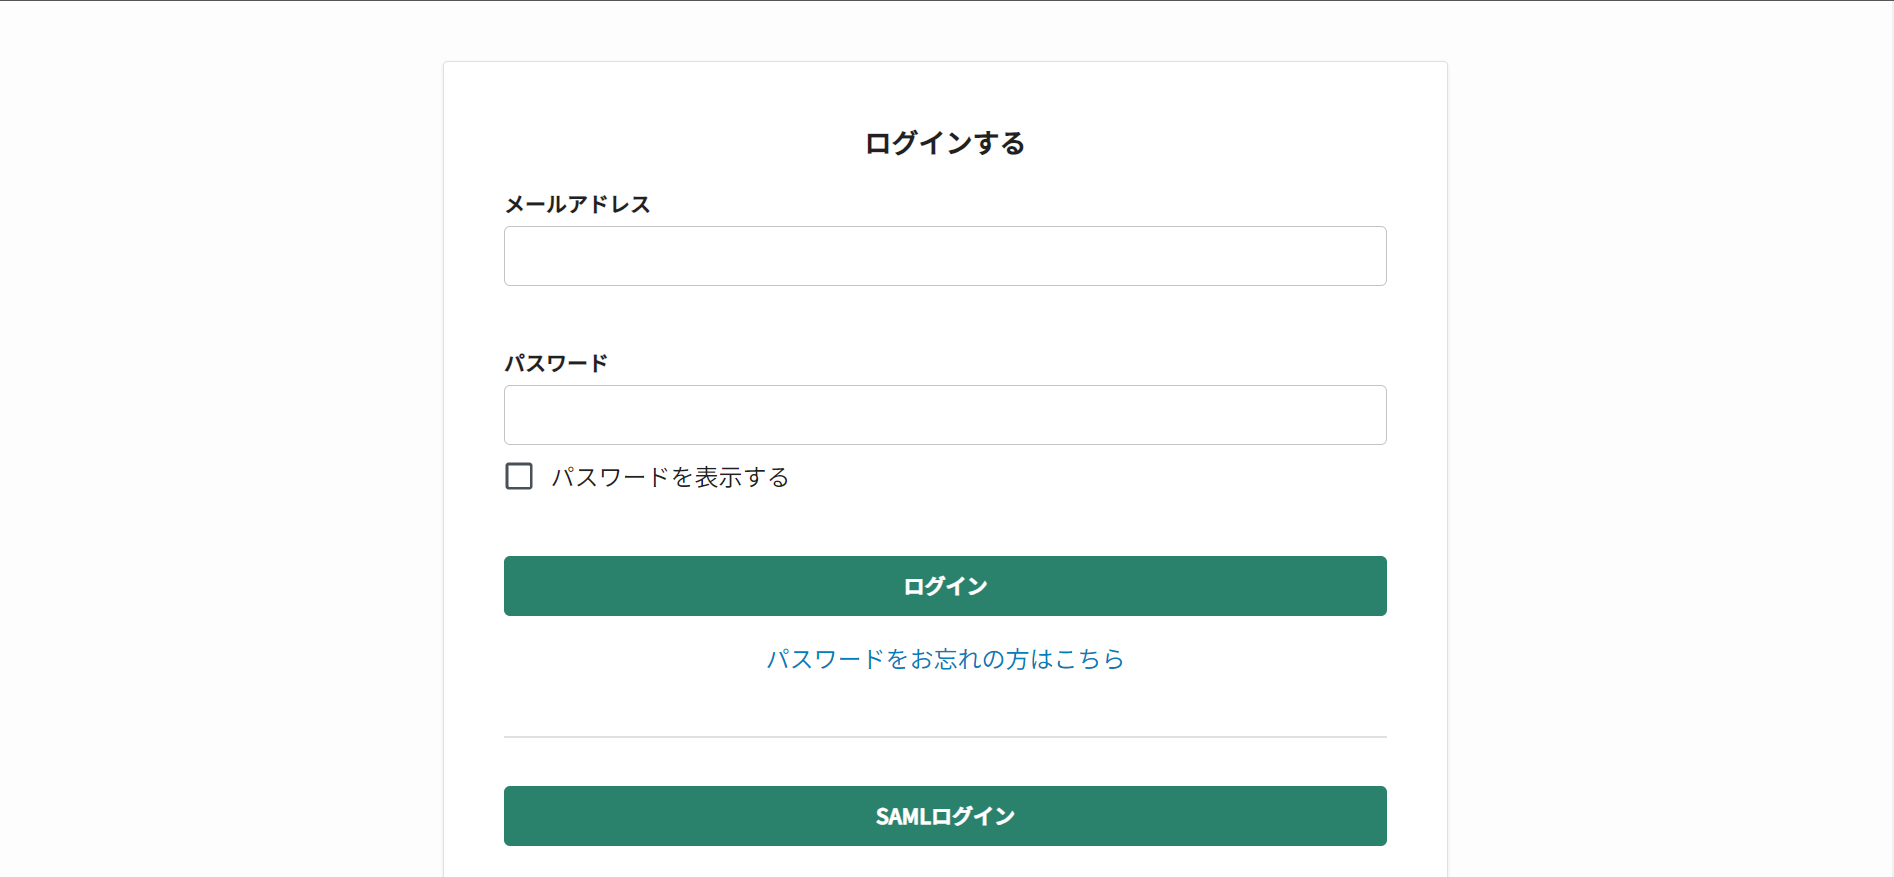 ログインする
メールアドレス
パスワード
パスワードを表示する
ログイン
パスワードをお忘れの方はこちら
SAMLログイン